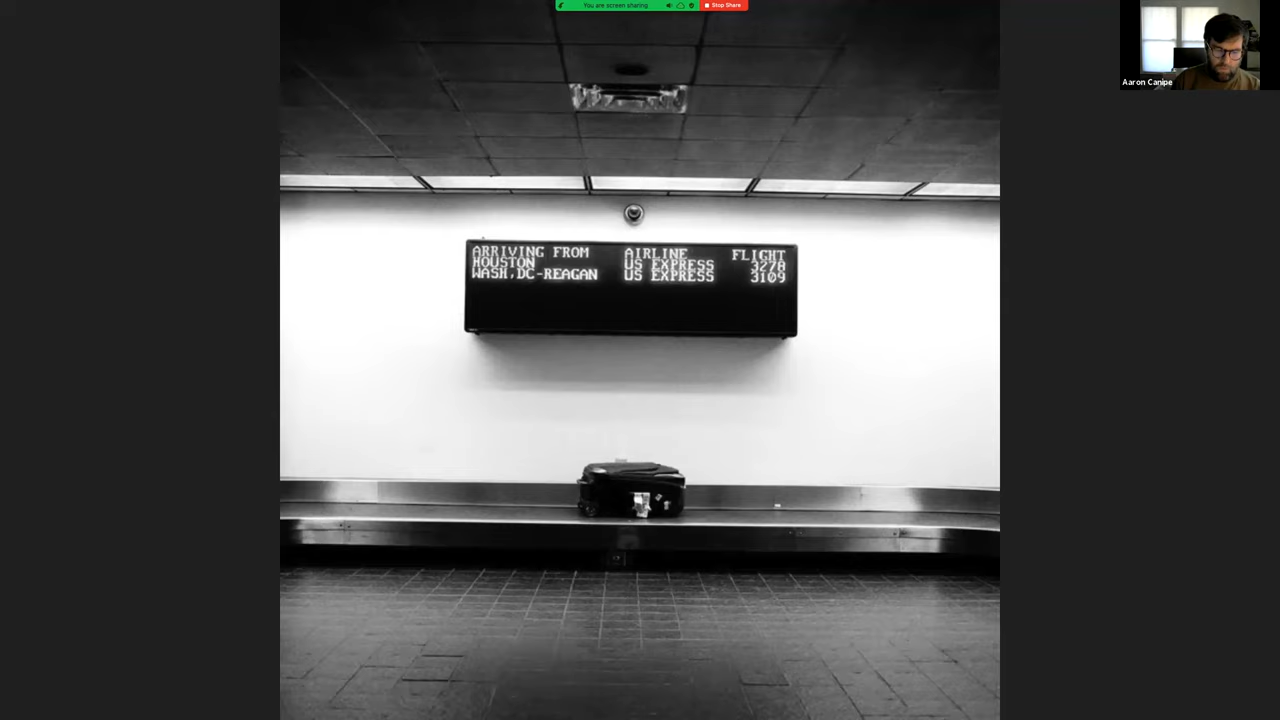 You are screen sharing Stop Share
Aaron Canipe
ARRIVING FROM AIRLINE FLIGHT
HOUSTON US EXPRESS 3278
WASH,DC-REAGAN US EXPRESS 3109